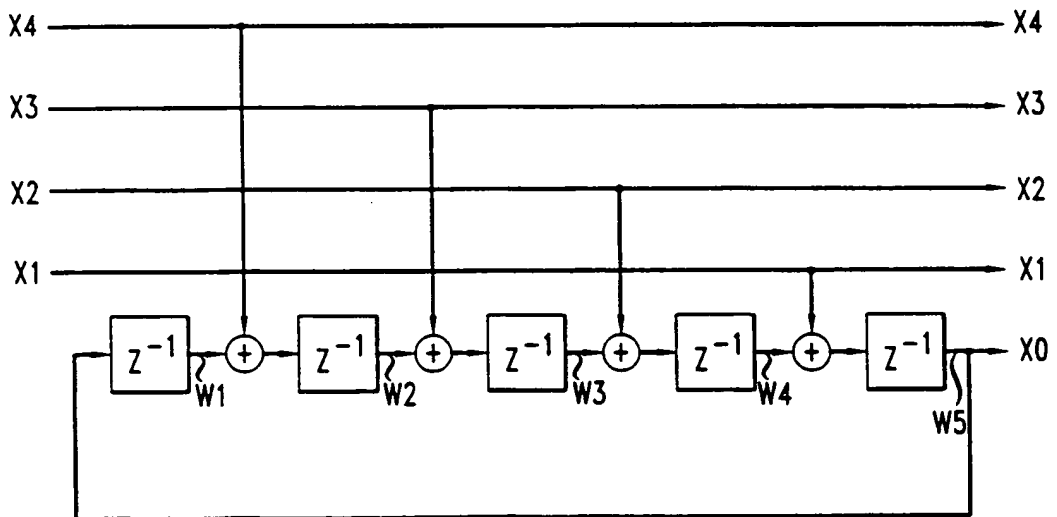 X4 X4
X3 X3
X2 X2
X1 X1
Z⁻¹ + Z⁻¹ + Z⁻¹ + Z⁻¹ + Z⁻¹ X0
W1 W2 W3 W4 W5